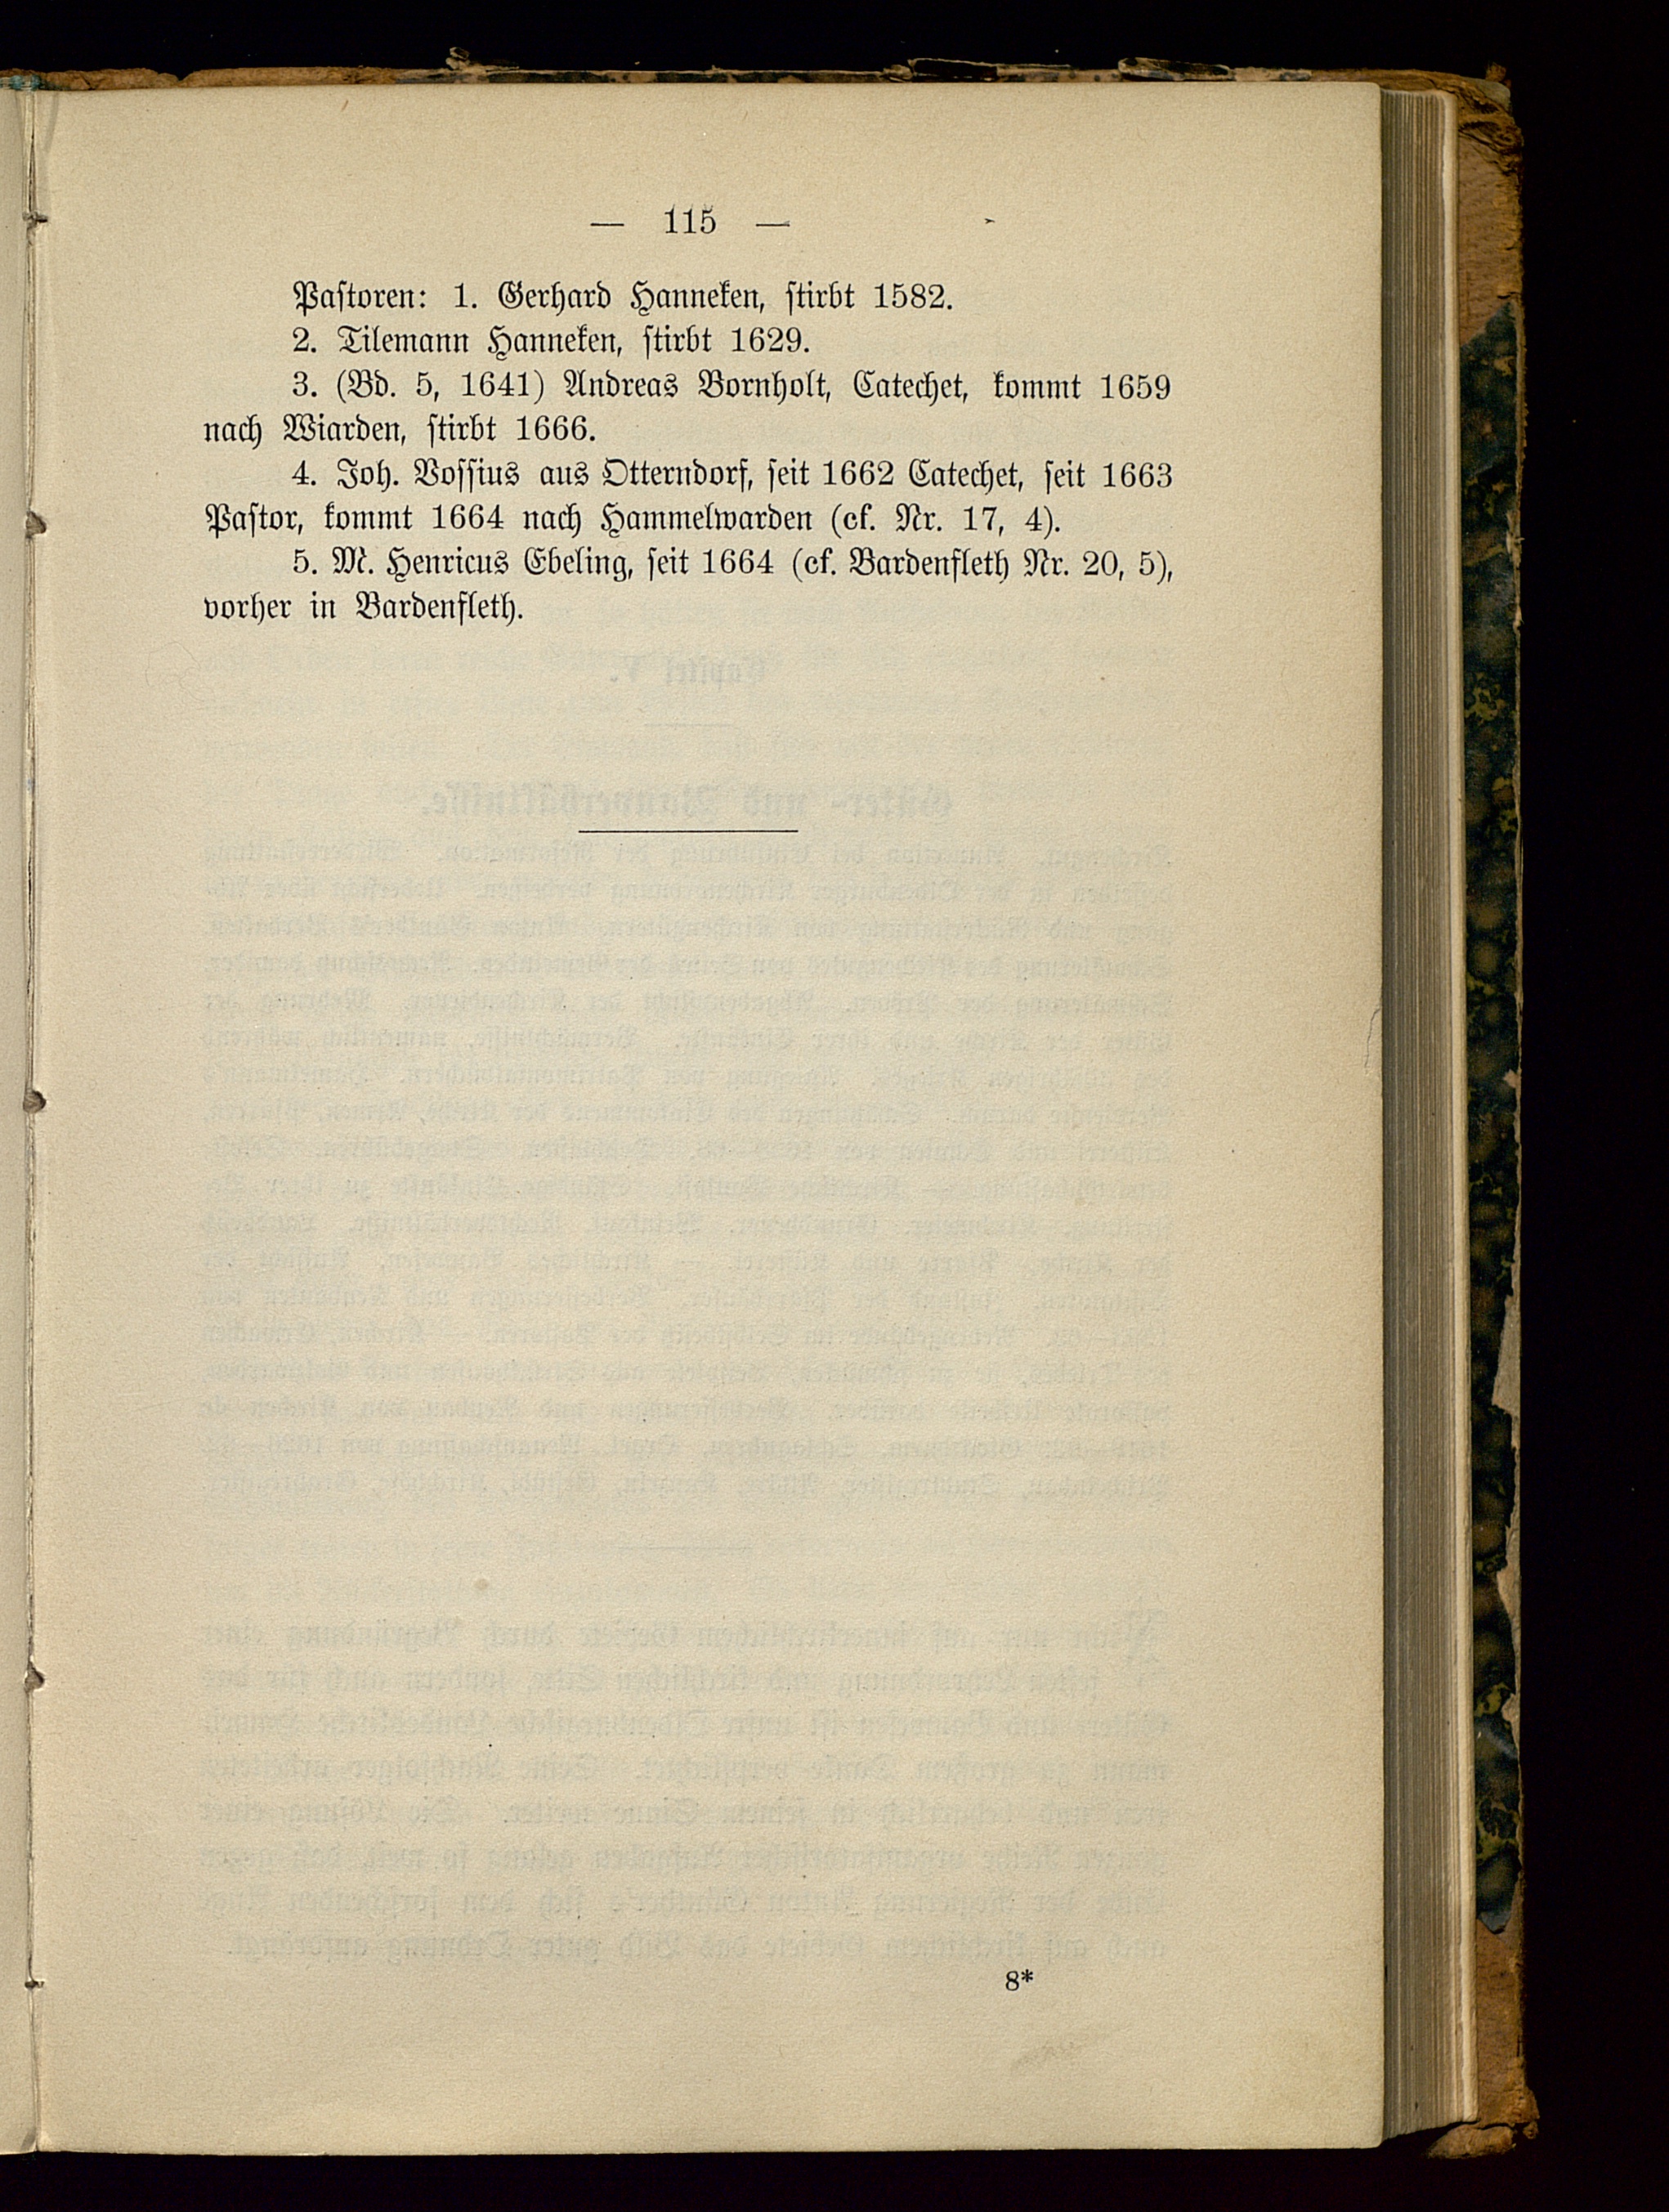 — 115 —
Pastoren: 1. Gerhard Hanneken, stirbt 1582.
2. Tilemann Hanneken, stirbt 1629.
3. (Bd. 5, 1641) Andreas Bornholt, Catechet, kommt 1659
nach Wiarden, stirbt 1666.
4. Joh. Vossius aus Otterndorf, seit 1662 Catechet, seit 1663
Pastor, kommt 1664 nach Hammelwarden (cf. Nr. 17, 4).
5. M. Henricus Ebeling, seit 1664 (cf. Bardenfleth Nr. 20, 5),
vorher in Bardenfleth.
8*